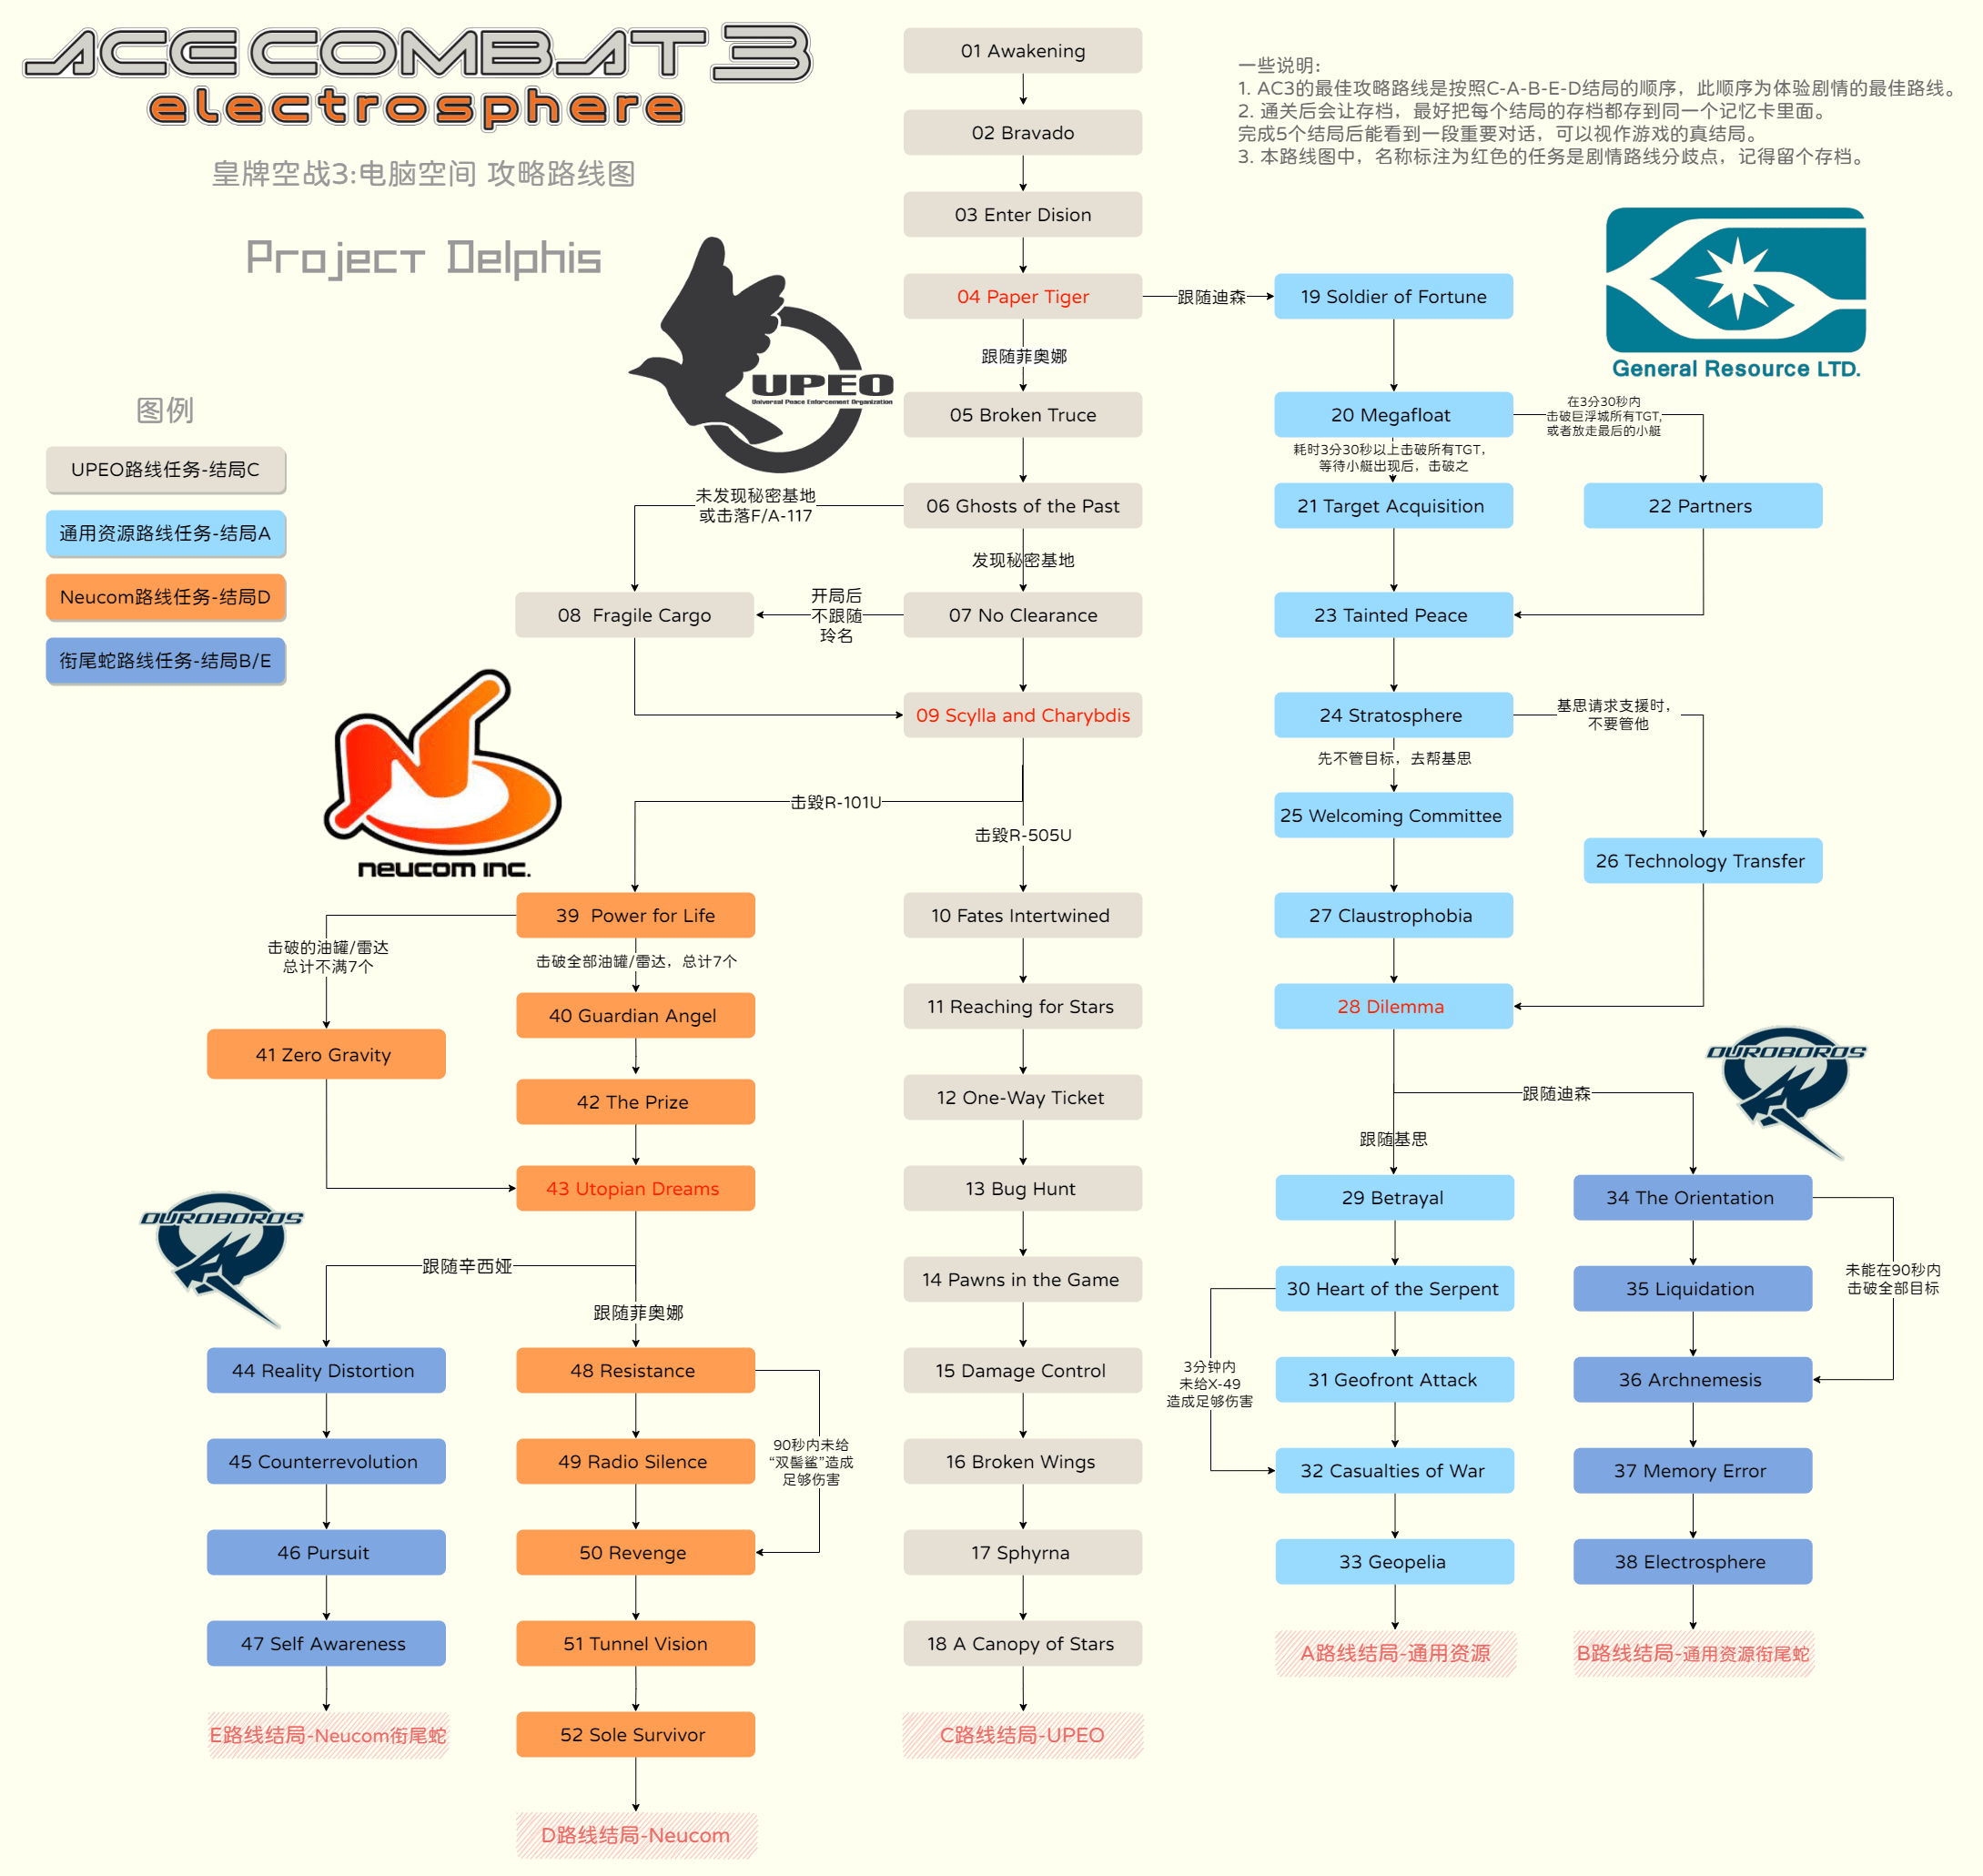 ACE COMBAT 3
electrosphere
皇牌空战3:电脑空间 攻略路线图
Project Delphis
一些说明:
1. AC3的最佳攻略路线是按照C-A-B-E-D结局的顺序，此顺序为体验剧情的最佳路线。
2. 通关后会让存档，最好把每个结局的存档都存到同一个记忆卡里面。
完成5个结局后能看到一段重要对话，可以视作游戏的真结局。
3. 本路线图中，名称标注为红色的任务是剧情路线分歧点，记得留个存档。
图例
UPEO路线任务-结局C
通用资源路线任务-结局A
Neucom路线任务-结局D
衔尾蛇路线任务-结局B/E
UPEO
Universal Peace Enforcement Organization
General Resource LTD.
neucom inc.
OUROBOROS
OUROBOROS
01 Awakening
02 Bravado
03 Enter Dision
04 Paper Tiger
跟随迪森
跟随菲奥娜
05 Broken Truce
06 Ghosts of the Past
未发现秘密基地
或击落F/A-117
发现秘密基地
07 No Clearance
开局后
不跟随
玲名
08 Fragile Cargo
09 Scylla and Charybdis
击毁R-101U
击毁R-505U
10 Fates Intertwined
11 Reaching for Stars
12 One-Way Ticket
13 Bug Hunt
14 Pawns in the Game
15 Damage Control
16 Broken Wings
17 Sphyrna
18 A Canopy of Stars
C路线结局-UPEO
19 Soldier of Fortune
20 Megafloat
在3分30秒内
击破巨浮城所有TGT,
或者放走最后的小艇
耗时3分30秒以上击破所有TGT，
等待小艇出现后，击破之
21 Target Acquisition
22 Partners
23 Tainted Peace
24 Stratosphere
基思请求支援时，
不要管他
先不管目标，去帮基思
25 Welcoming Committee
26 Technology Transfer
27 Claustrophobia
28 Dilemma
跟随迪森
跟随基思
29 Betrayal
30 Heart of the Serpent
3分钟内
未给X-49
造成足够伤害
31 Geofront Attack
32 Casualties of War
33 Geopelia
A路线结局-通用资源
34 The Orientation
未能在90秒内
击破全部目标
35 Liquidation
36 Archnemesis
37 Memory Error
38 Electrosphere
B路线结局-通用资源衔尾蛇
39 Power for Life
击破的油罐/雷达
总计不满7个
击破全部油罐/雷达，总计7个
40 Guardian Angel
41 Zero Gravity
42 The Prize
43 Utopian Dreams
跟随辛西娅
跟随菲奥娜
44 Reality Distortion
45 Counterrevolution
46 Pursuit
47 Self Awareness
E路线结局-Neucom衔尾蛇
48 Resistance
90秒内未给
“双髻鲨”造成
足够伤害
49 Radio Silence
50 Revenge
51 Tunnel Vision
52 Sole Survivor
D路线结局-Neucom